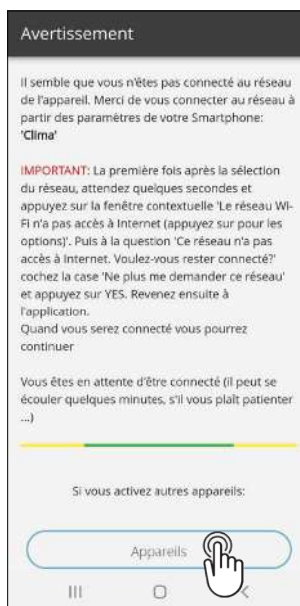 Avertissement
Il semble que vous n'êtes pas connecté au réseau
de l'appareil. Merci de vous connecter au réseau à
partir des paramètres de votre Smartphone:
'Clima'
IMPORTANT: La première fois après la sélection
du réseau, attendez quelques secondes et
appuyez sur la fenêtre contextuelle 'Le réseau Wi-
Fi n'a pas accès à Internet (appuyez sur pour les
options)'. Puis à la question 'Ce réseau n'a pas
accès à Internet. Voulez-vous rester connecté?'
cochez la case 'Ne plus me demander ce réseau'
et appuyez sur YES. Revenez ensuite à
l'application.
Quand vous serez connecté vous pourrez
continuer
Vous êtes en attente d'être connecté (il peut se
écouler quelques minutes, s'il vous plaît patienter
...)
Si vous activez autres appareils:
Appareils